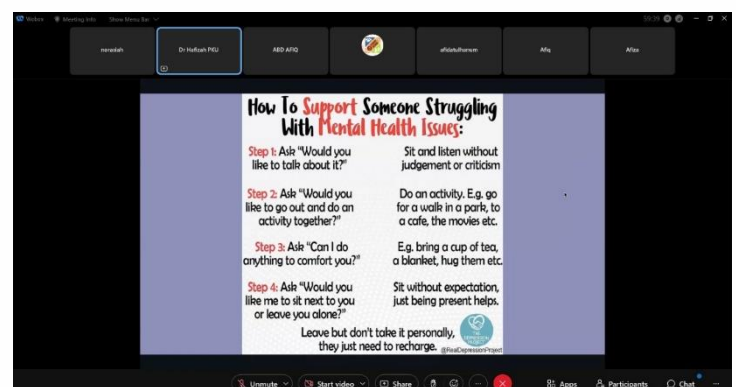 Webex Meeting Info Show Menu Bar 59:39
nerasiah
Dr Hafizah PKU
ABD AFIQ
afidatulhanum
Afiq
Afiza
How To Support Someone Struggling
With Mental Health Issues:
Step 1: Ask "Would you
like to talk about it?"
Sit and listen without
judgement or criticism
Step 2: Ask "Would you
like to go out and do an
activity together?"
Do an activity. E.g. go
for a walk in a park, to
a cafe, the movies etc.
Step 3: Ask "Can I do
anything to comfort you?"
E.g. bring a cup of tea,
a blanket, hug them etc.
Step 4: Ask "Would you
like me to sit next to you
or leave you alone?"
Sit without expectation,
just being present helps.
Leave but don't take it personally,
they just need to recharge.
THE
DEPRESSION
PROJECT
@RealDepressionProject
Unmute Start video Share Apps Participants Chat